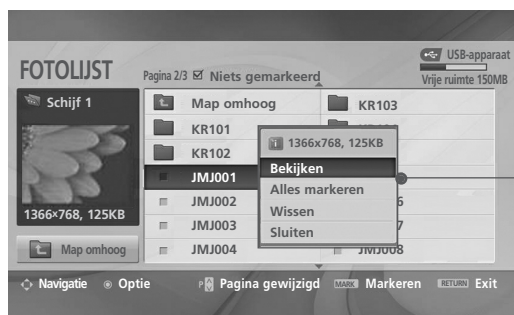 USB-apparaat
FOTOLIJST
Pagina 2/3 ☑ Niets gemarkeerd
Vrije ruimte 150MB
Schijf 1
1366×768, 125KB
Map omhoog
Map omhoog
KR101
KR102
JMJ001
JMJ002
JMJ003
JMJ004
KR103
JMJ008
1366x768, 125KB
Bekijken
Alles markeren
Wissen
Sluiten
Navigatie
Optie
P Pagina gewijzigd
MARK Markeren
RETURN Exit